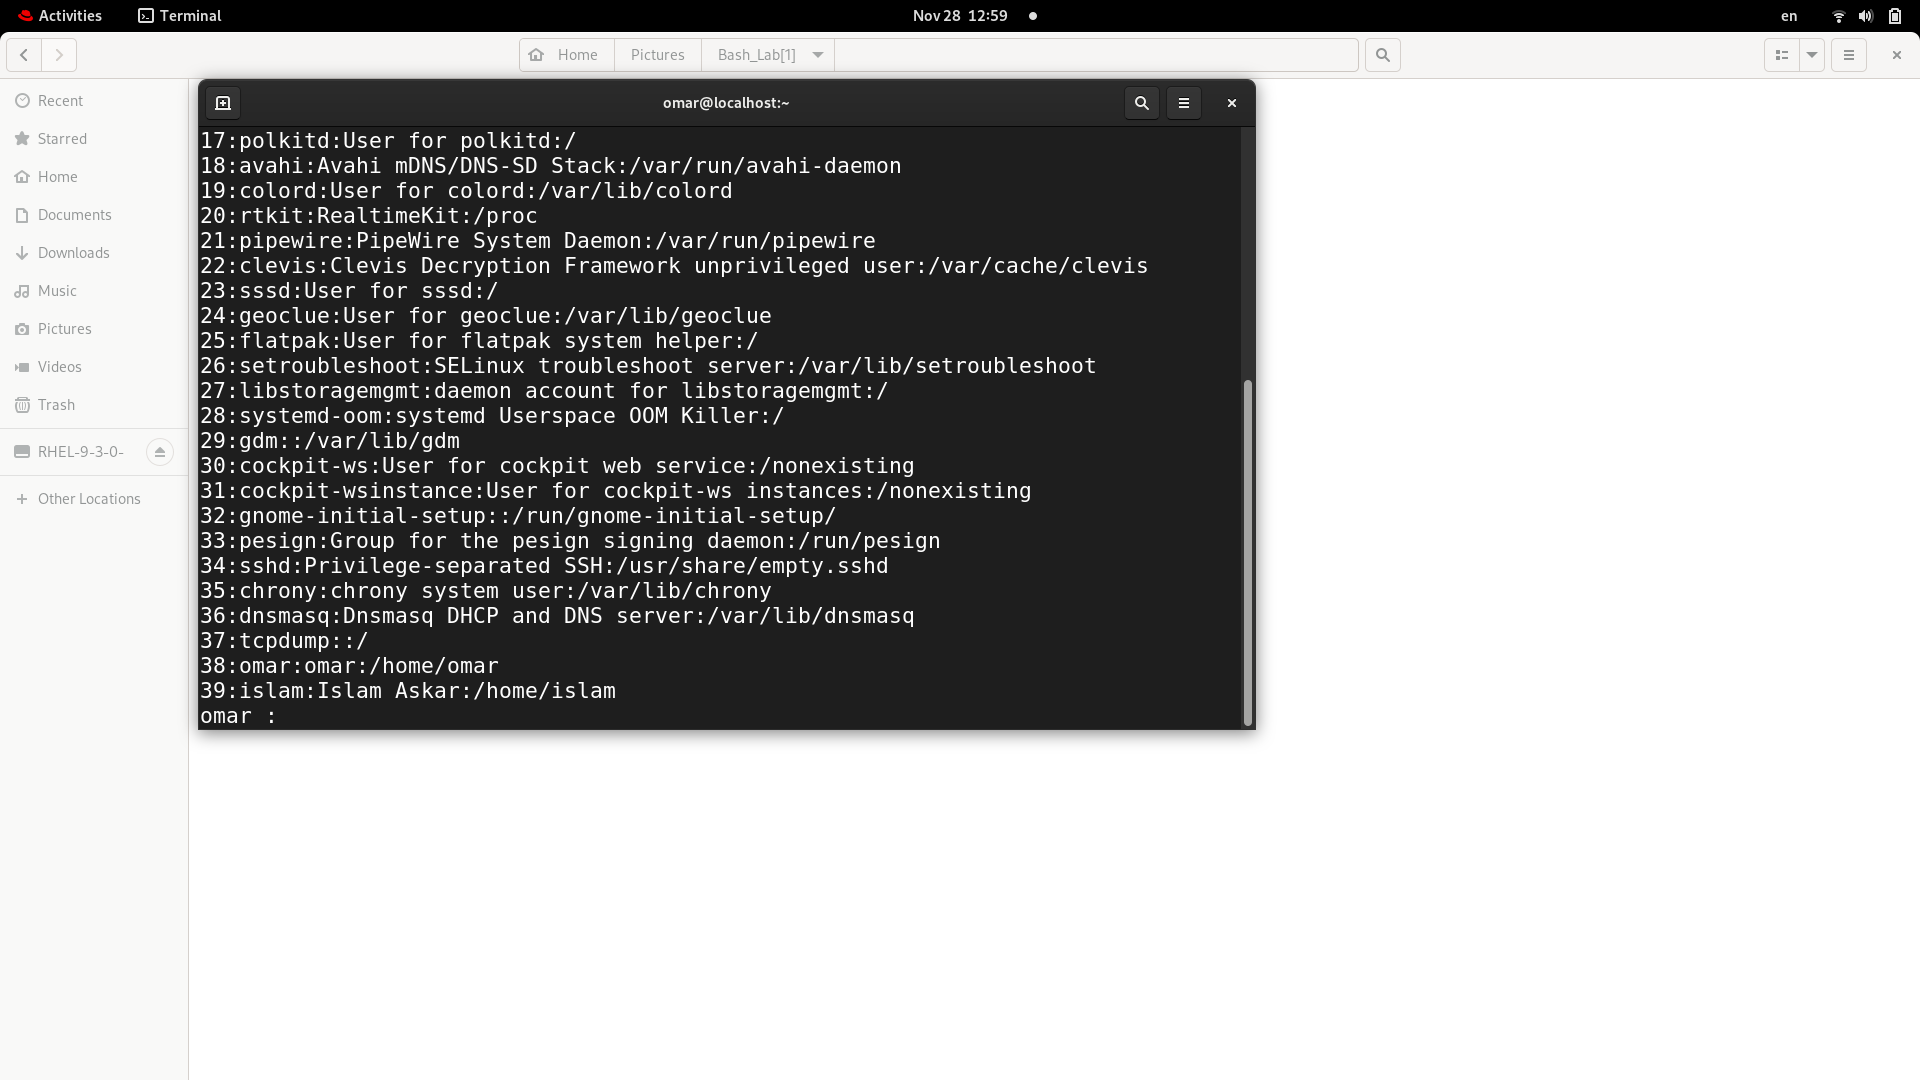 Activities
Terminal
Nov 28 12:59
en
Home
Pictures
Bash_Lab[1]
Recent
Starred
Home
Documents
Downloads
Music
Pictures
Videos
Trash
RHEL-9-3-0-
Other Locations
omar@localhost:~
17:polkitd:User for polkitd:/
18:avahi:Avahi mDNS/DNS-SD Stack:/var/run/avahi-daemon
19:colord:User for colord:/var/lib/colord
20:rtkit:RealtimeKit:/proc
21:pipewire:PipeWire System Daemon:/var/run/pipewire
22:clevis:Clevis Decryption Framework unprivileged user:/var/cache/clevis
23:sssd:User for sssd:/
24:geoclue:User for geoclue:/var/lib/geoclue
25:flatpak:User for flatpak system helper:/
26:setroubleshoot:SELinux troubleshoot server:/var/lib/setroubleshoot
27:libstoragemgmt:daemon account for libstoragemgmt:/
28:systemd-oom:systemd Userspace OOM Killer:/
29:gdm::/var/lib/gdm
30:cockpit-ws:User for cockpit web service:/nonexisting
31:cockpit-wsinstance:User for cockpit-ws instances:/nonexisting
32:gnome-initial-setup::/run/gnome-initial-setup/
33:pesign:Group for the pesign signing daemon:/run/pesign
34:sshd:Privilege-separated SSH:/usr/share/empty.sshd
35:chrony:chrony system user:/var/lib/chrony
36:dnsmasq:Dnsmasq DHCP and DNS server:/var/lib/dnsmasq
37:tcpdump::/
38:omar:omar:/home/omar
39:islam:Islam Askar:/home/islam
omar :